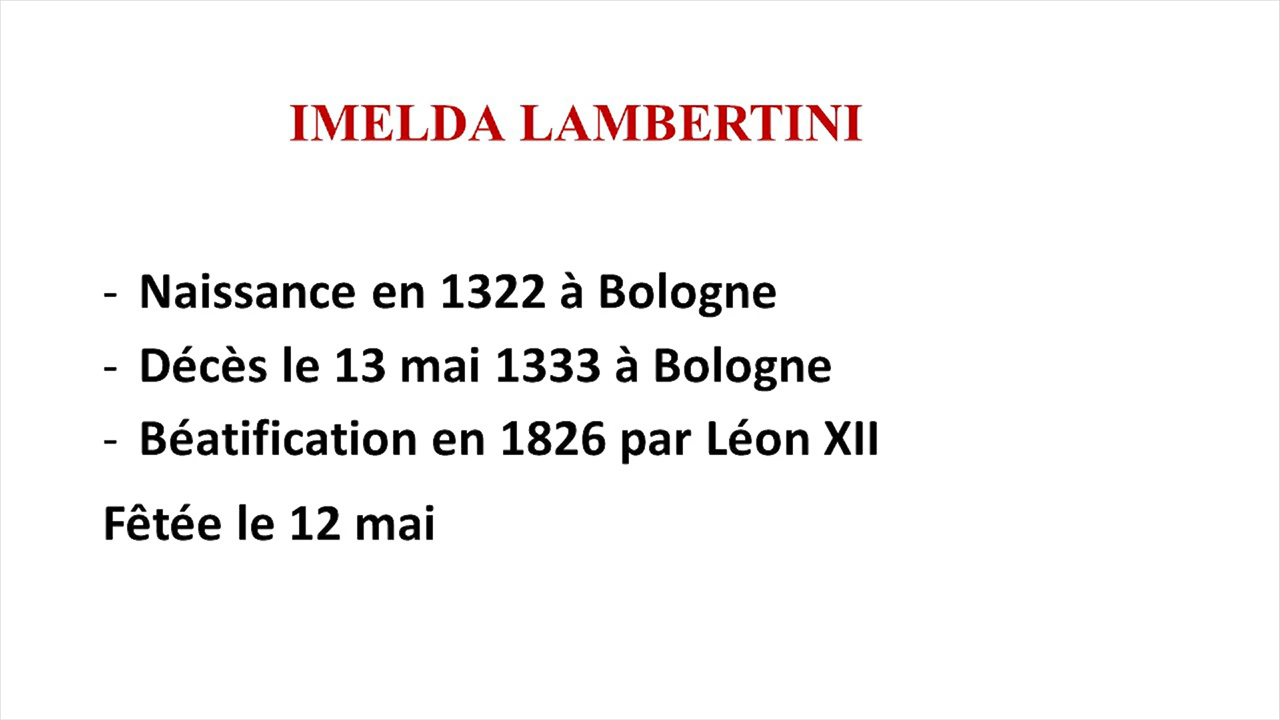 IMELDA LAMBERTINI
- Naissance en 1322 à Bologne
- Décès le 13 mai 1333 à Bologne
- Béatification en 1826 par Léon XII
Fêtée le 12 mai